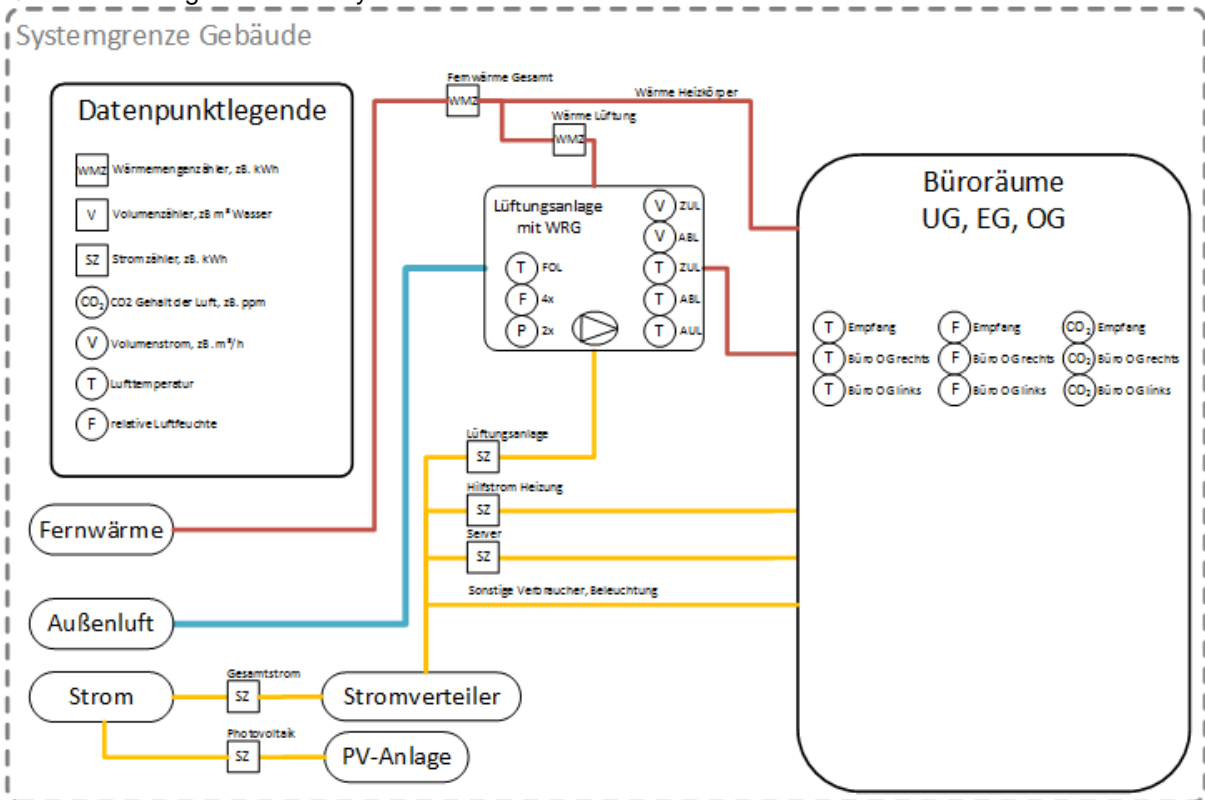 Systemgrenze Gebäude
Datenpunktlegende
WMZ Wärmemengenzähler, zB. kWh
V Volumenzähler, zB m³ Wasser
SZ Stromzähler, zB. kWh
CO₂ CO2 Gehalt der Luft, zB. ppm
V Volumenstrom, zB. m³/h
T Lufttemperatur
F relative Luftfeuchte
Fernwärme Gesamt
WMZ
Wärme Heizkörper
Wärme Lüftung
WMZ
Lüftungsanlage
mit WRG
V ZUL
V ABL
T FOL
T ZUL
F 4x
T ABL
P 2x
T AUL
Büroräume
UG, EG, OG
T Empfang
F Empfang
CO₂ Empfang
T Büro OG rechts
F Büro OG rechts
CO₂ Büro OG rechts
T Büro OG links
F Büro OG links
CO₂ Büro OG links
Lüftungsanlage
SZ
Hilfstrom Heizung
SZ
Server
SZ
Sonstige Verbraucher, Beleuchtung
Fernwärme
Außenluft
Strom
Gesamtstrom
SZ
Stromverteiler
Photovoltaik
SZ
PV-Anlage